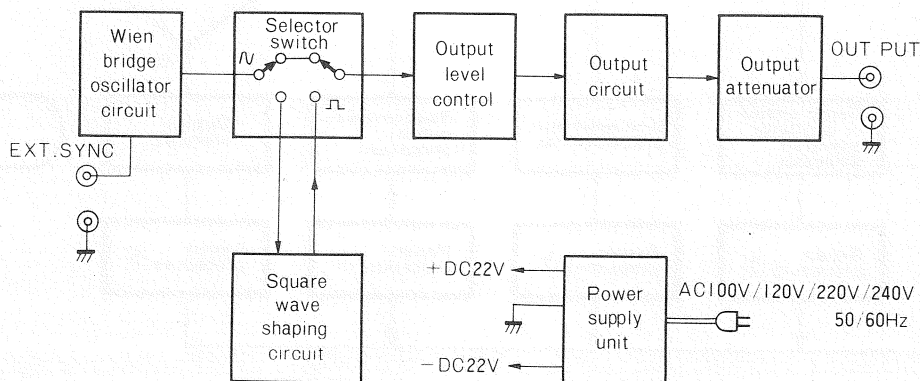 Wien
bridge
oscillator
circuit
Selector
switch
Output
level
control
Output
circuit
Output
attenuator
OUT PUT
EXT.SYNC
Square
wave
shaping
circuit
+DC22V
-DC22V
Power
supply
unit
AC100V/120V/220V/240V
50/60Hz